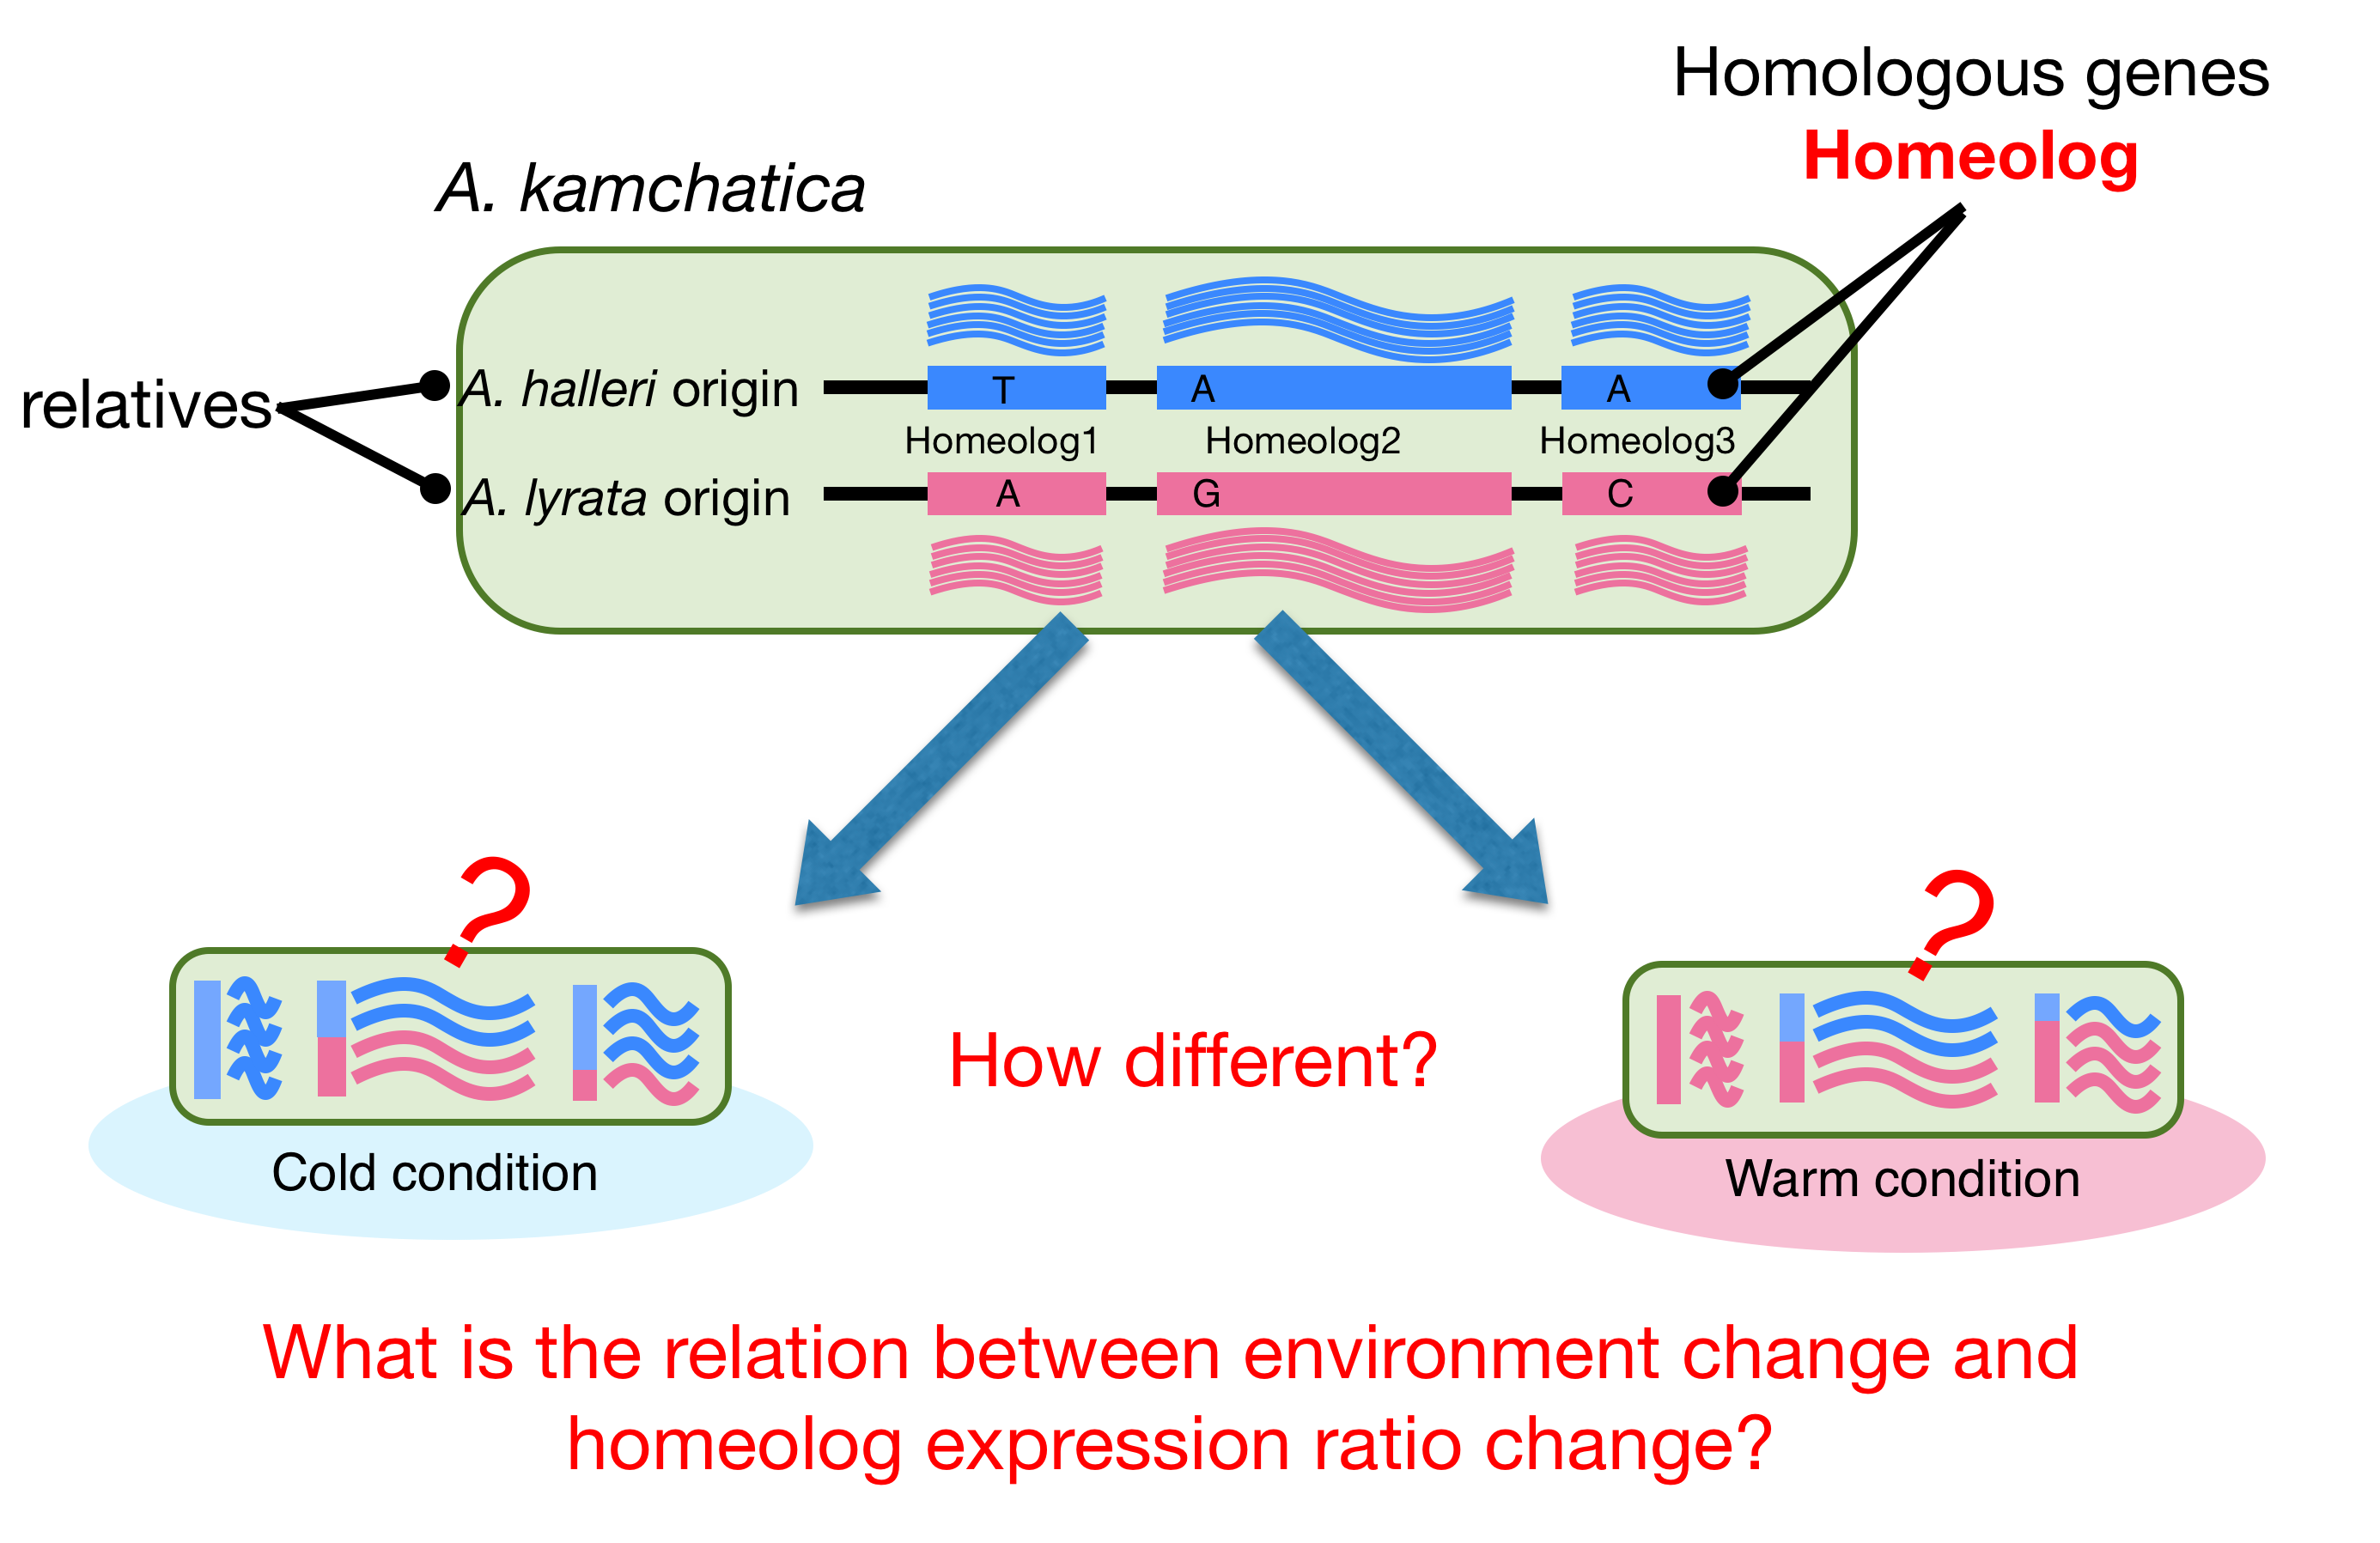 Homologous genes
Homeolog
A. kamchatica
relatives
A. halleri origin
T
A
A
Homeolog1
Homeolog2
Homeolog3
A. lyrata origin
A
G
C
?
?
How different?
Cold condition
Warm condition
What is the relation between environment change and
homeolog expression ratio change?